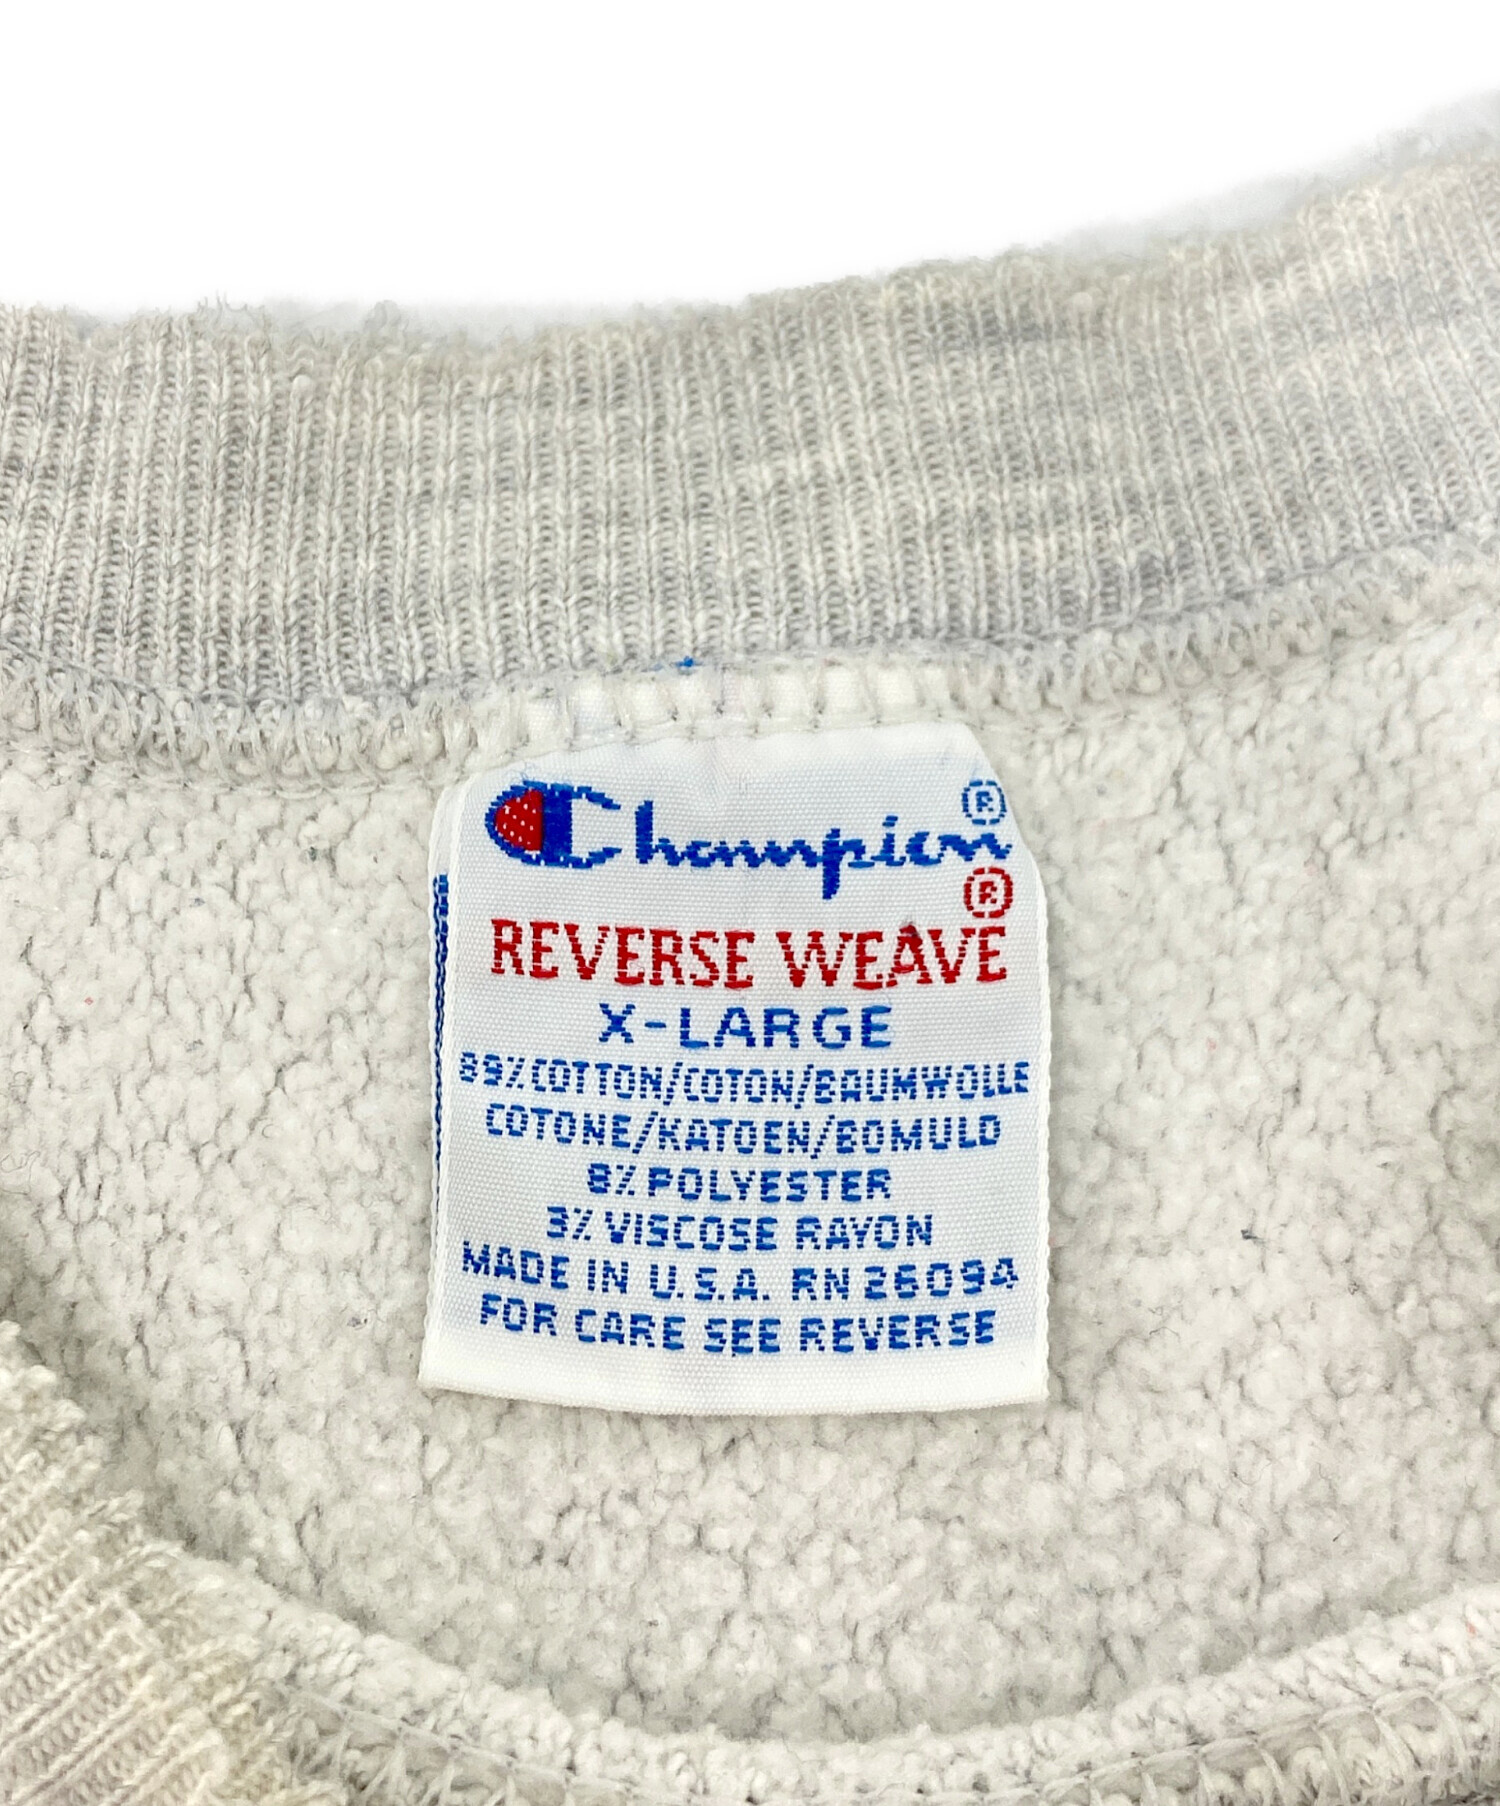 Champion®
REVERSE WEAVE®
X-LARGE
89% COTTON/COTON/BAUMWOLLE
COTONE/KATOEN/BOMULD
8% POLYESTER
3% VISCOSE RAYON
MADE IN U.S.A. RN 26094
FOR CARE SEE REVERSE